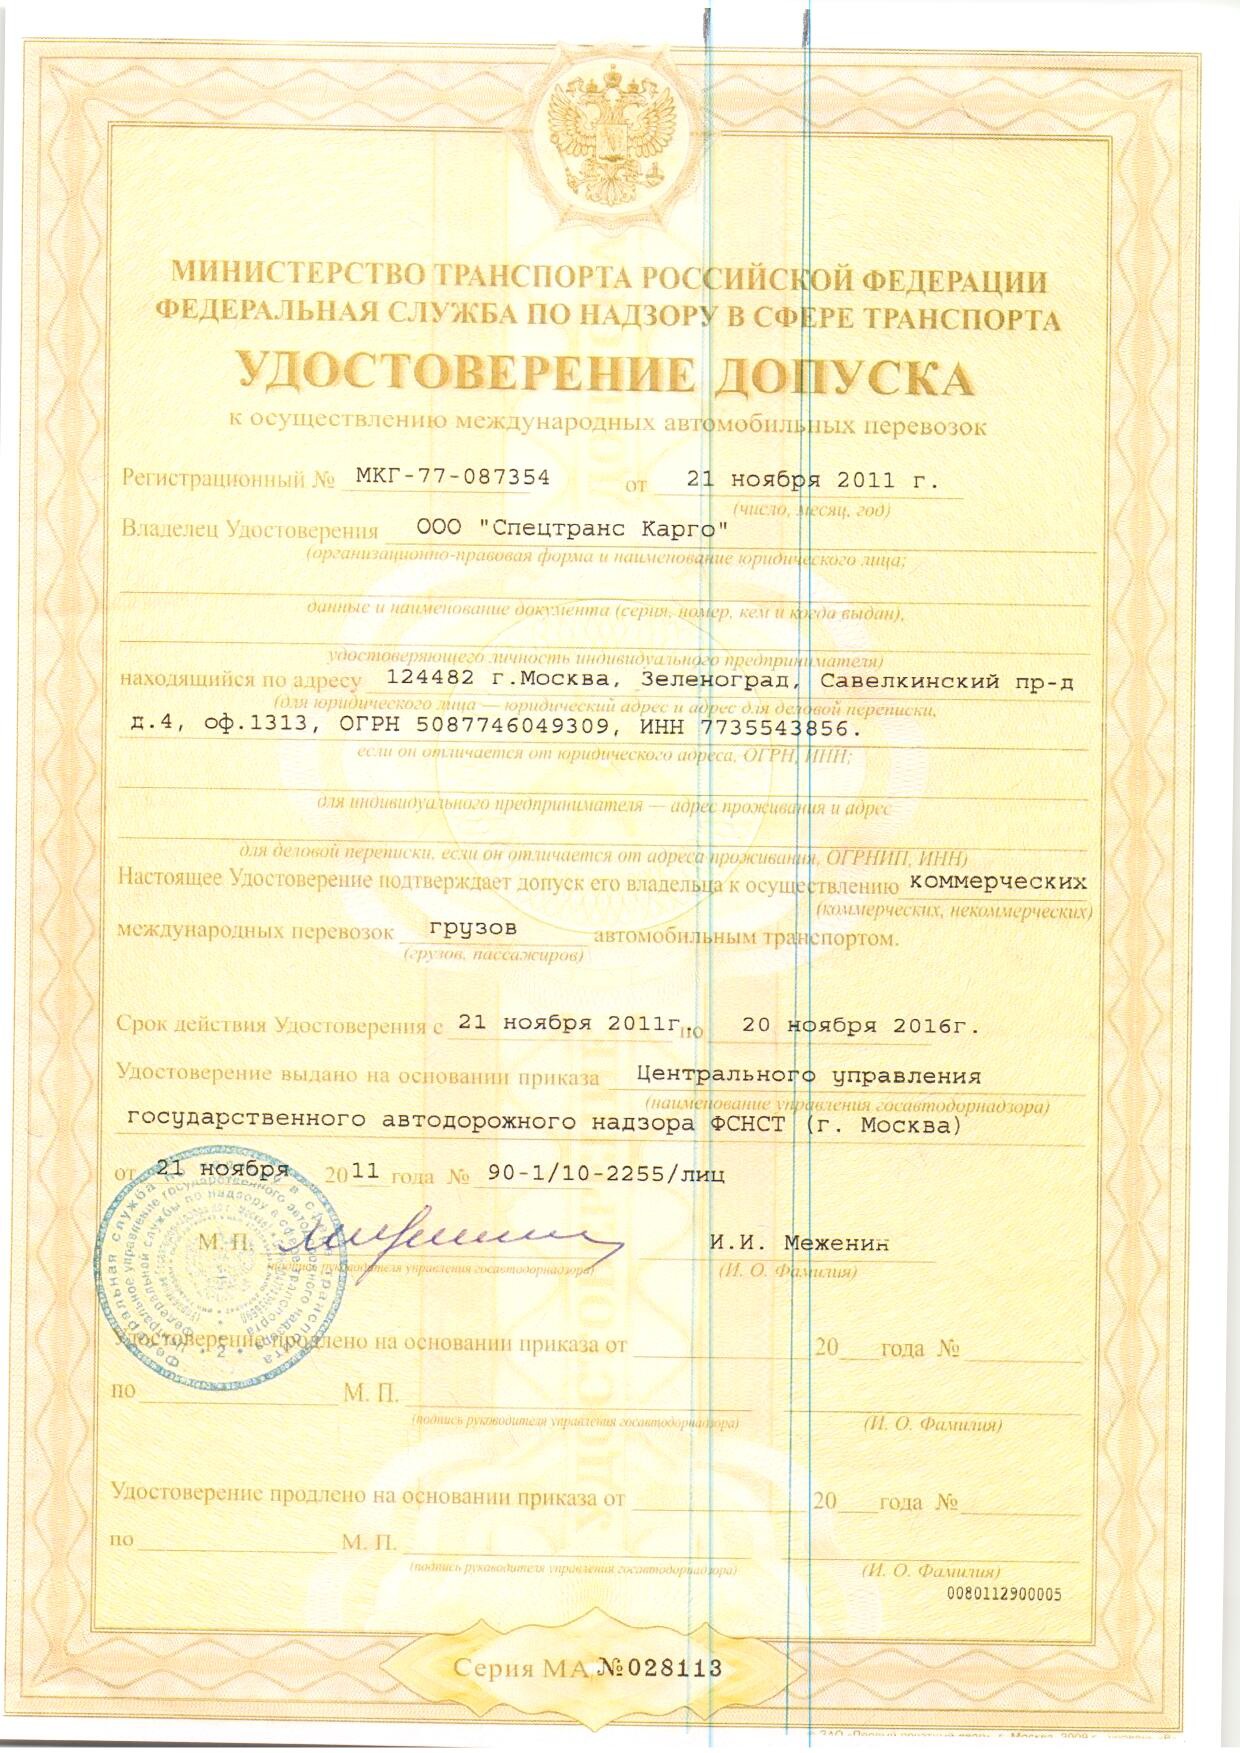 МИНИСТЕРСТВО ТРАНСПОРТА РОССИЙСКОЙ ФЕДЕРАЦИИ
ФЕДЕРАЛЬНАЯ СЛУЖБА ПО НАДЗОРУ В СФЕРЕ ТРАНСПОРТА
УДОСТОВЕРЕНИЕ ДОПУСКА
к осуществлению международных автомобильных перевозок
Регистрационный № МКГ-77-087354 от 21 ноября 2011 г.
(число, месяц, год)
Владелец Удостоверения ООО "Спецтранс Карго"
(организационно-правовая форма и наименование юридического лица;
данные и наименование документа (серия, номер, кем и когда выдан),
удостоверяющего личность индивидуального предпринимателя)
находящийся по адресу 124482 г.Москва, Зеленоград, Савелкинский пр-д
(для юридического лица — юридический адрес и адрес для деловой переписки,
д.4, оф.1313, ОГРН 5087746049309, ИНН 7735543856.
если он отличается от юридического адреса, ОГРН, ИНН;
для индивидуального предпринимателя — адрес проживания и адрес
для деловой переписки, если он отличается от адреса проживания, ОГРНИП, ИНН)
Настоящее Удостоверение подтверждает допуск его владельца к осуществлению коммерческих
(коммерческих, некоммерческих)
международных перевозок грузов автомобильным транспортом.
(грузов, пассажиров)
Срок действия Удостоверения с 21 ноября 2011г. по 20 ноября 2016г.
Удостоверение выдано на основании приказа Центрального управления
(наименование управления госавтодорнадзора)
государственного автодорожного надзора ФСНСТ (г. Москва)
от 21 ноября 2011 года № 90-1/10-2255/лиц
М. П. И.И. Меженин
(подпись руководителя управления госавтодорнадзора) (И. О. Фамилия)
Удостоверение продлено на основании приказа от 20 года №
по М. П.
(подпись руководителя управления госавтодорнадзора) (И. О. Фамилия)
Удостоверение продлено на основании приказа от 20 года №
по М. П.
(подпись руководителя управления госавтодорнадзора) (И. О. Фамилия)
0080112900005
Серия МА №028113